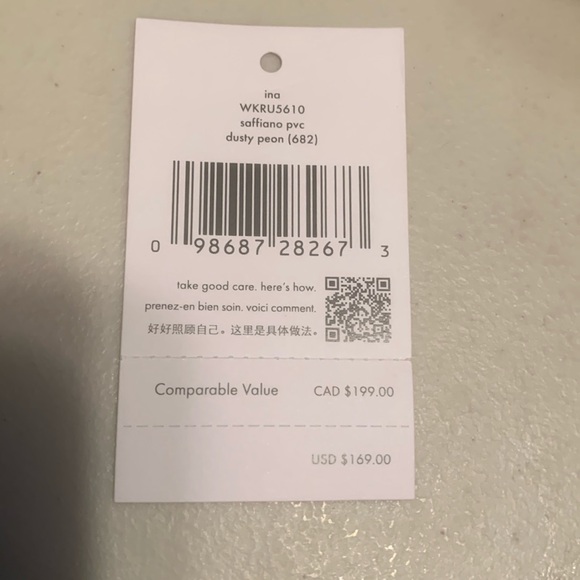 ina
WKRU5610
saffiano pvc
dusty peon (682)
0 98687 28267 3
take good care. here's how.
prenez-en bien soin. voici comment.
好好照顾自己。这里是具体做法。
Comparable Value CAD $199.00
USD $169.00